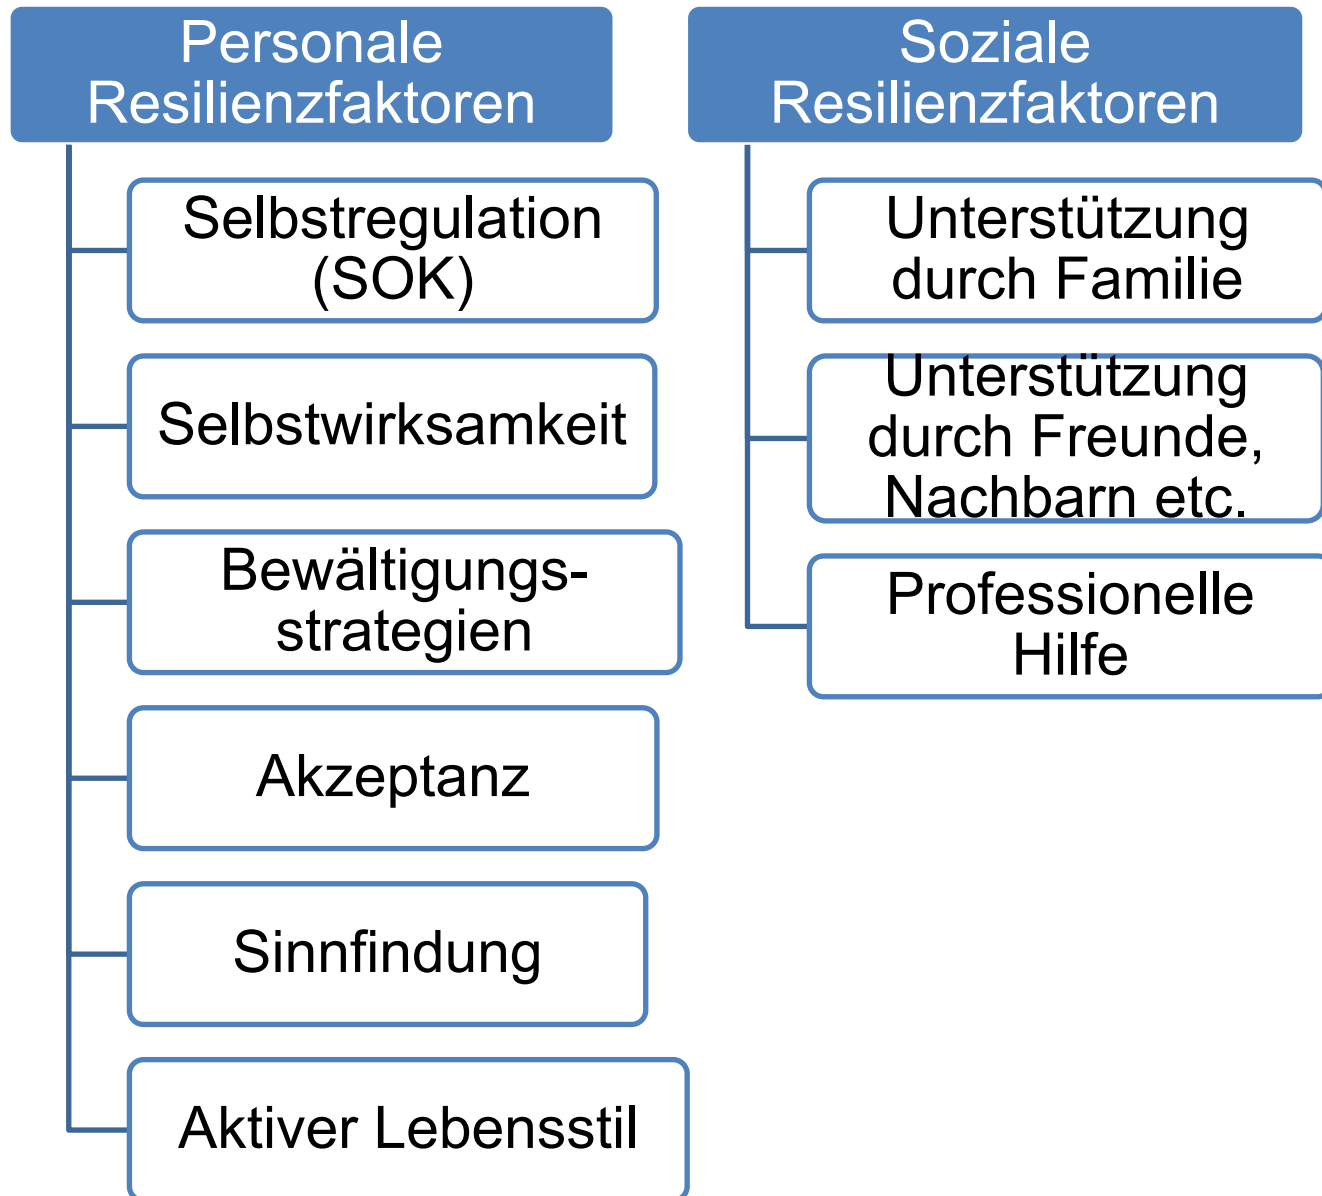 Personale
Resilienzfaktoren
Selbstregulation
(SOK)
Selbstwirksamkeit
Bewältigungs-
strategien
Akzeptanz
Sinnfindung
Aktiver Lebensstil
Soziale
Resilienzfaktoren
Unterstützung
durch Familie
Unterstützung
durch Freunde,
Nachbarn etc.
Professionelle
Hilfe